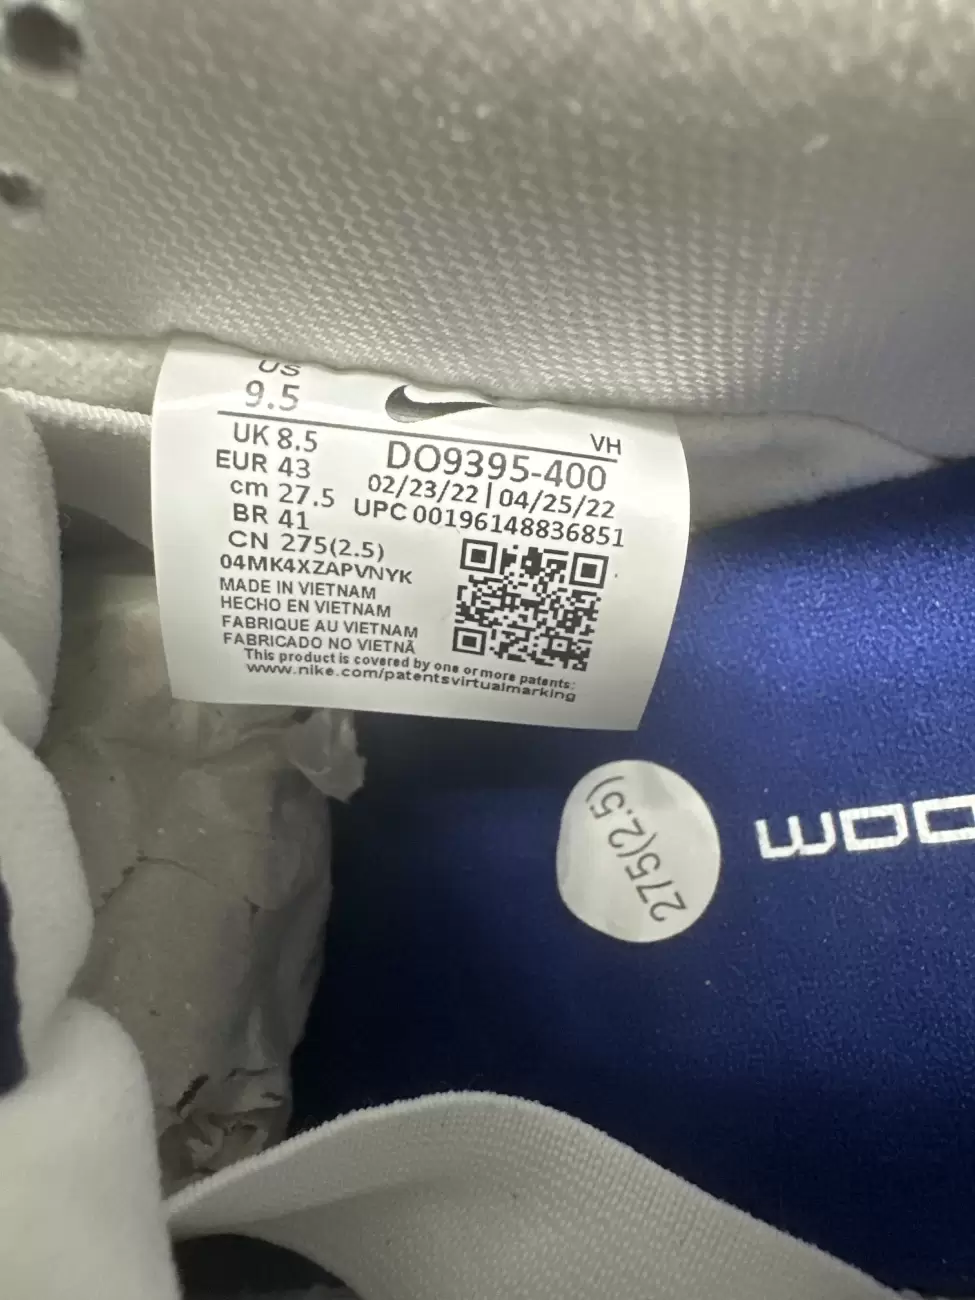 US
9.5
VH
UK 8.5
DO9395-400
EUR 43
02/23/22 | 04/25/22
cm 27.5
UPC 00196148836851
BR 41
CN 275(2.5)
04MK4XZAPVNYK
MADE IN VIETNAM
HECHO EN VIETNAM
FABRIQUE AU VIETNAM
FABRICADO NO VIETNÃ
This product is covered by one or more patents:
www.nike.com/patentsvirtualmarking
275(2.5)